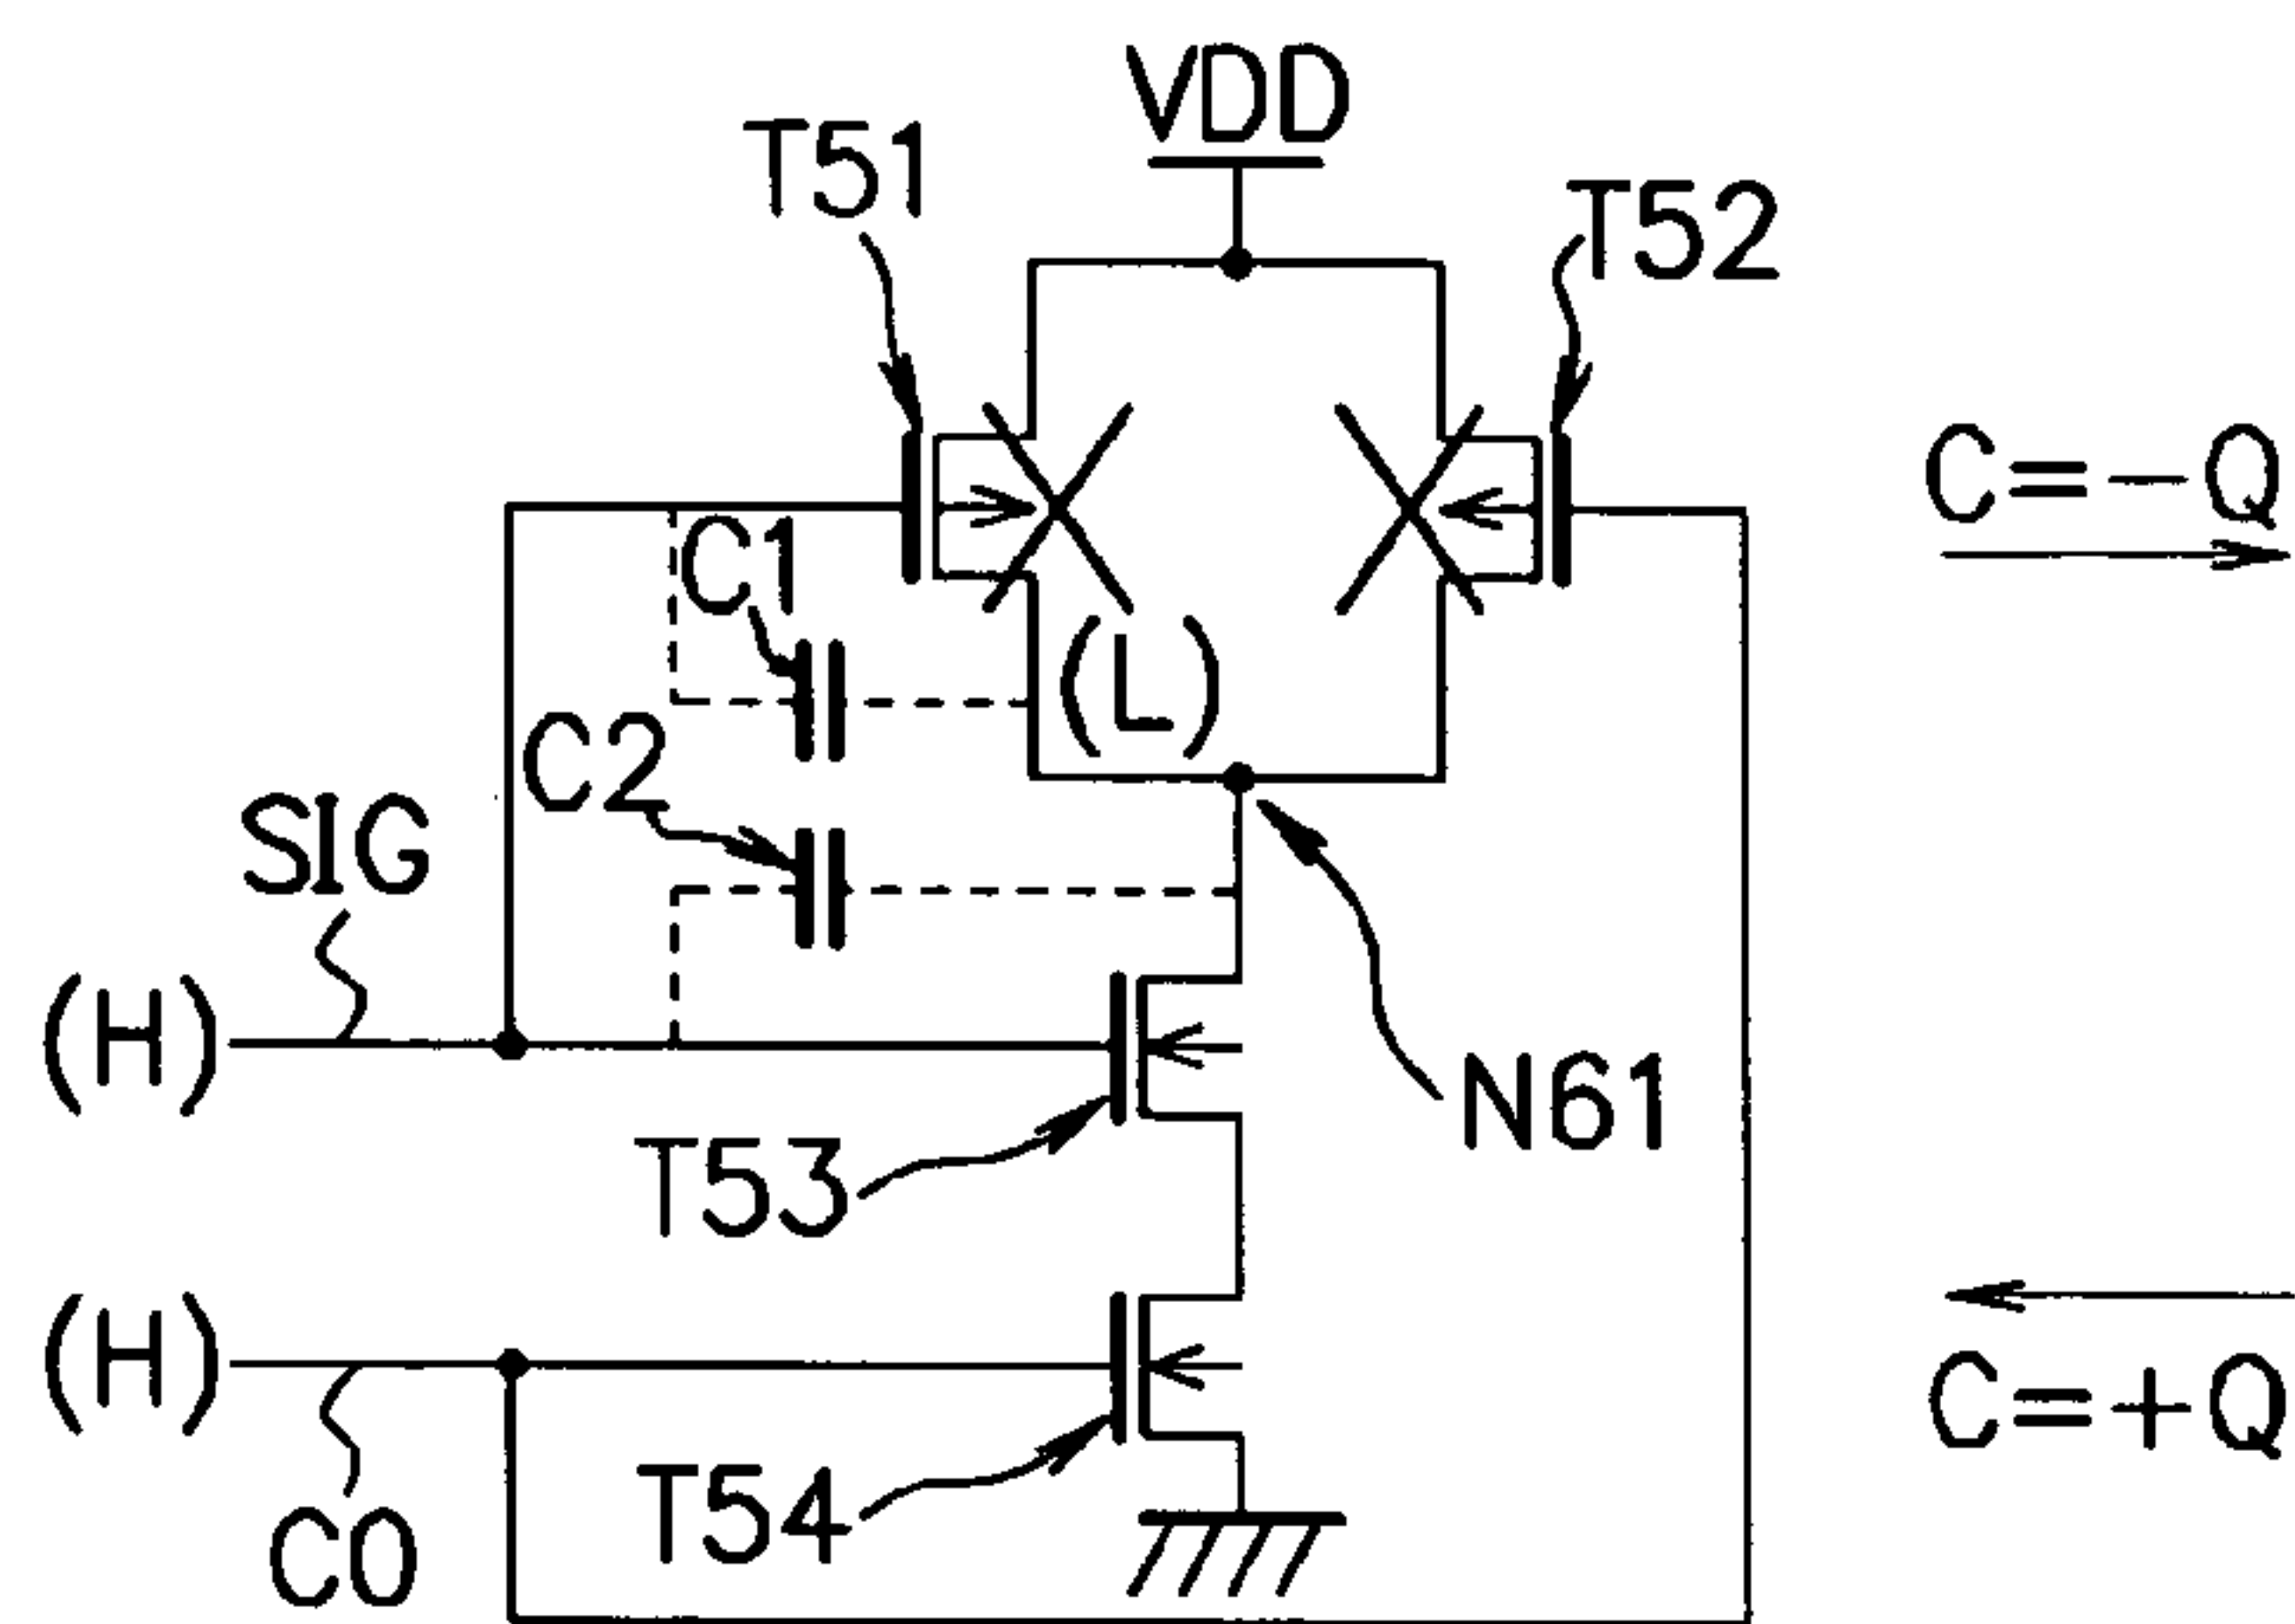 VDD
T51
T52
C=-Q
C1
(L)
C2
SIG
(H)
N61
T53
(H)
C=+Q
T54
CO